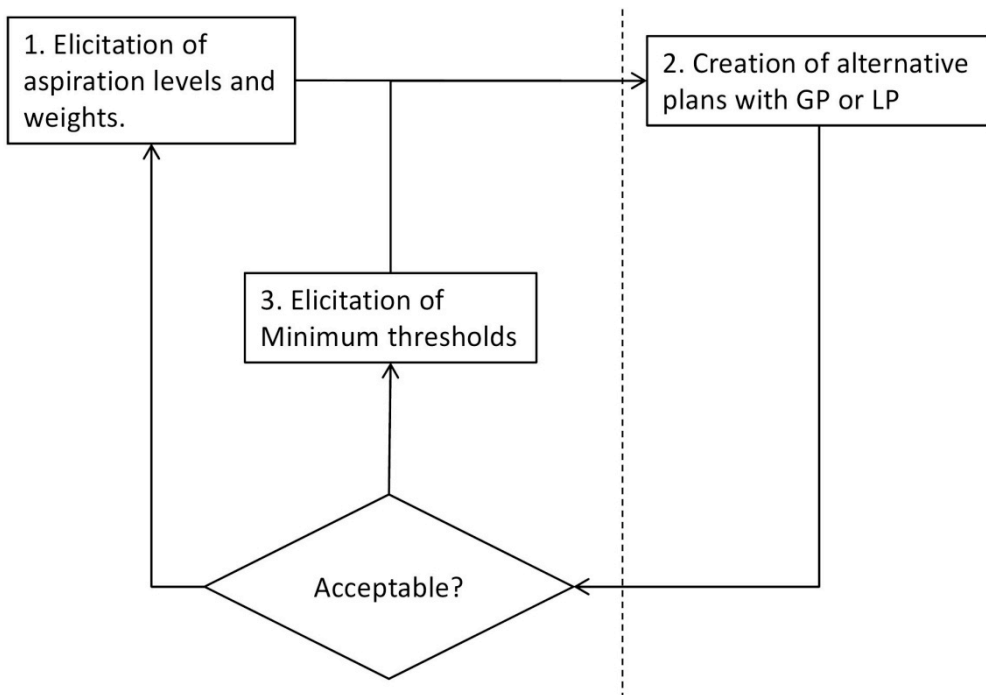 1. Elicitation of
aspiration levels and
weights.
2. Creation of alternative
plans with GP or LP
3. Elicitation of
Minimum thresholds
Acceptable?